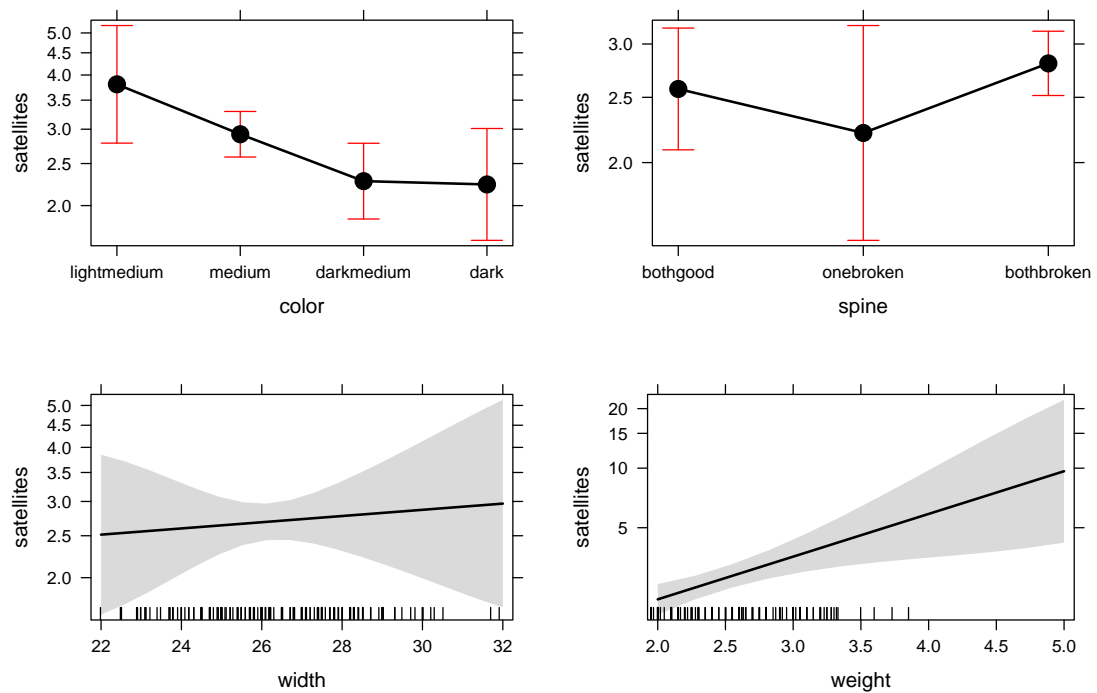 satellites
5.0
4.5
4.0
3.5
3.0
2.5
2.0
lightmedium medium darkmedium dark
color
satellites
3.0
2.5
2.0
bothgood onebroken bothbroken
spine
satellites
5.0
4.5
4.0
3.5
3.0
2.5
2.0
22 24 26 28 30 32
width
satellites
20
15
10
5
2.0 2.5 3.0 3.5 4.0 4.5 5.0
weight